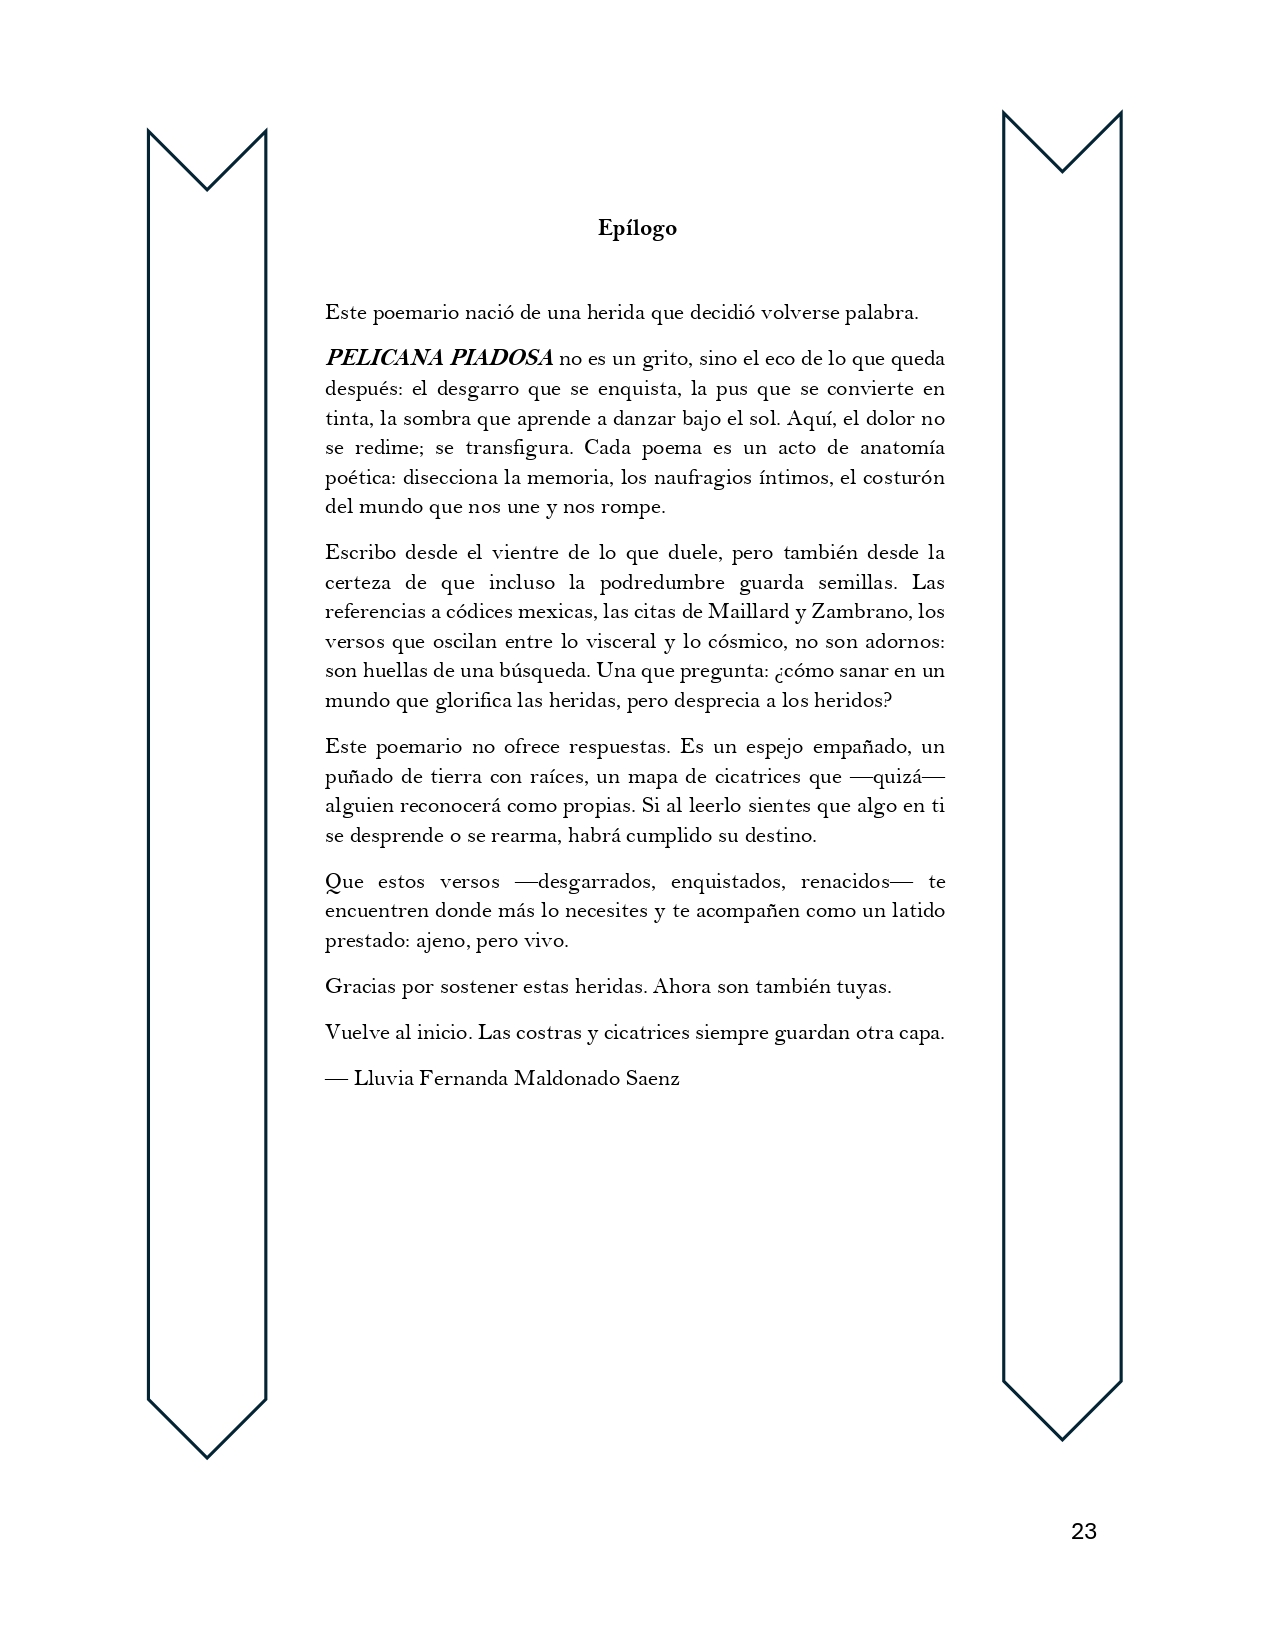 Epílogo
Este poemario nació de una herida que decidió volverse palabra.
PELICANA PIADOSA no es un grito, sino el eco de lo que queda
después: el desgarro que se enquista, la pus que se convierte en
tinta, la sombra que aprende a danzar bajo el sol. Aquí, el dolor no
se redime; se transfigura. Cada poema es un acto de anatomía
poética: disecciona la memoria, los naufragios íntimos, el costurón
del mundo que nos une y nos rompe.
Escribo desde el vientre de lo que duele, pero también desde la
certeza de que incluso la podredumbre guarda semillas. Las
referencias a códices mexicas, las citas de Maillard y Zambrano, los
versos que oscilan entre lo visceral y lo cósmico, no son adornos:
son huellas de una búsqueda. Una que pregunta: ¿cómo sanar en un
mundo que glorifica las heridas, pero desprecia a los heridos?
Este poemario no ofrece respuestas. Es un espejo empañado, un
puñado de tierra con raíces, un mapa de cicatrices que —quizá—
alguien reconocerá como propias. Si al leerlo sientes que algo en ti
se desprende o se rearma, habrá cumplido su destino.
Que estos versos —desgarrados, enquistados, renacidos— te
encuentren donde más lo necesites y te acompañen como un latido
prestado: ajeno, pero vivo.
Gracias por sostener estas heridas. Ahora son también tuyas.
Vuelve al inicio. Las costras y cicatrices siempre guardan otra capa.
— Lluvia Fernanda Maldonado Saenz
23